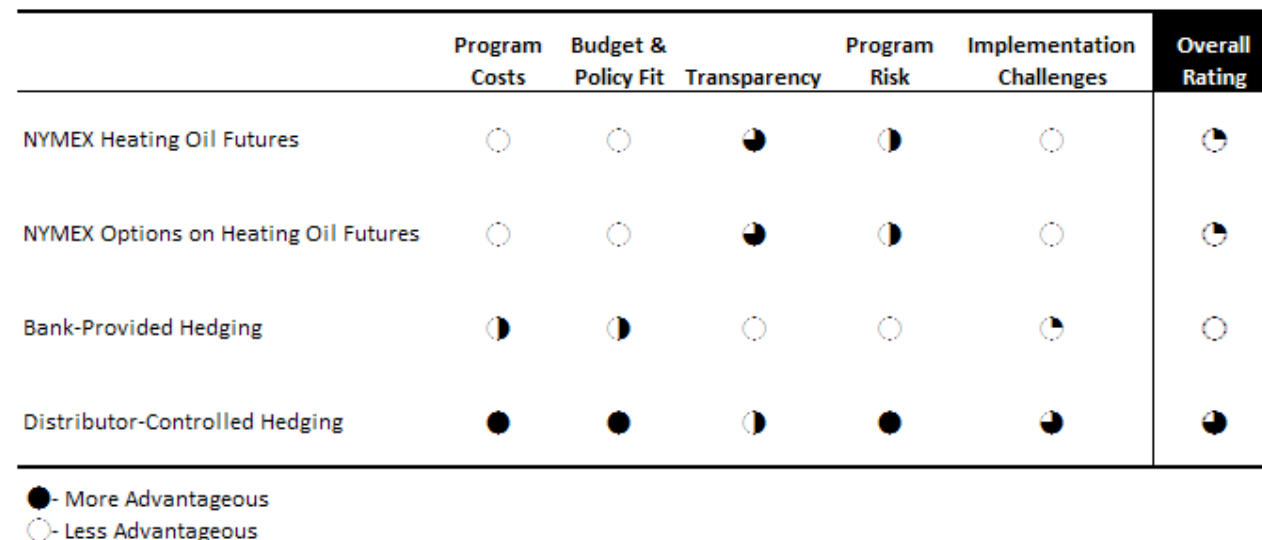 Program Costs Budget & Policy Fit Transparency Program Risk Implementation Challenges Overall Rating
NYMEX Heating Oil Futures
NYMEX Options on Heating Oil Futures
Bank-Provided Hedging
Distributor-Controlled Hedging
- More Advantageous
- Less Advantageous